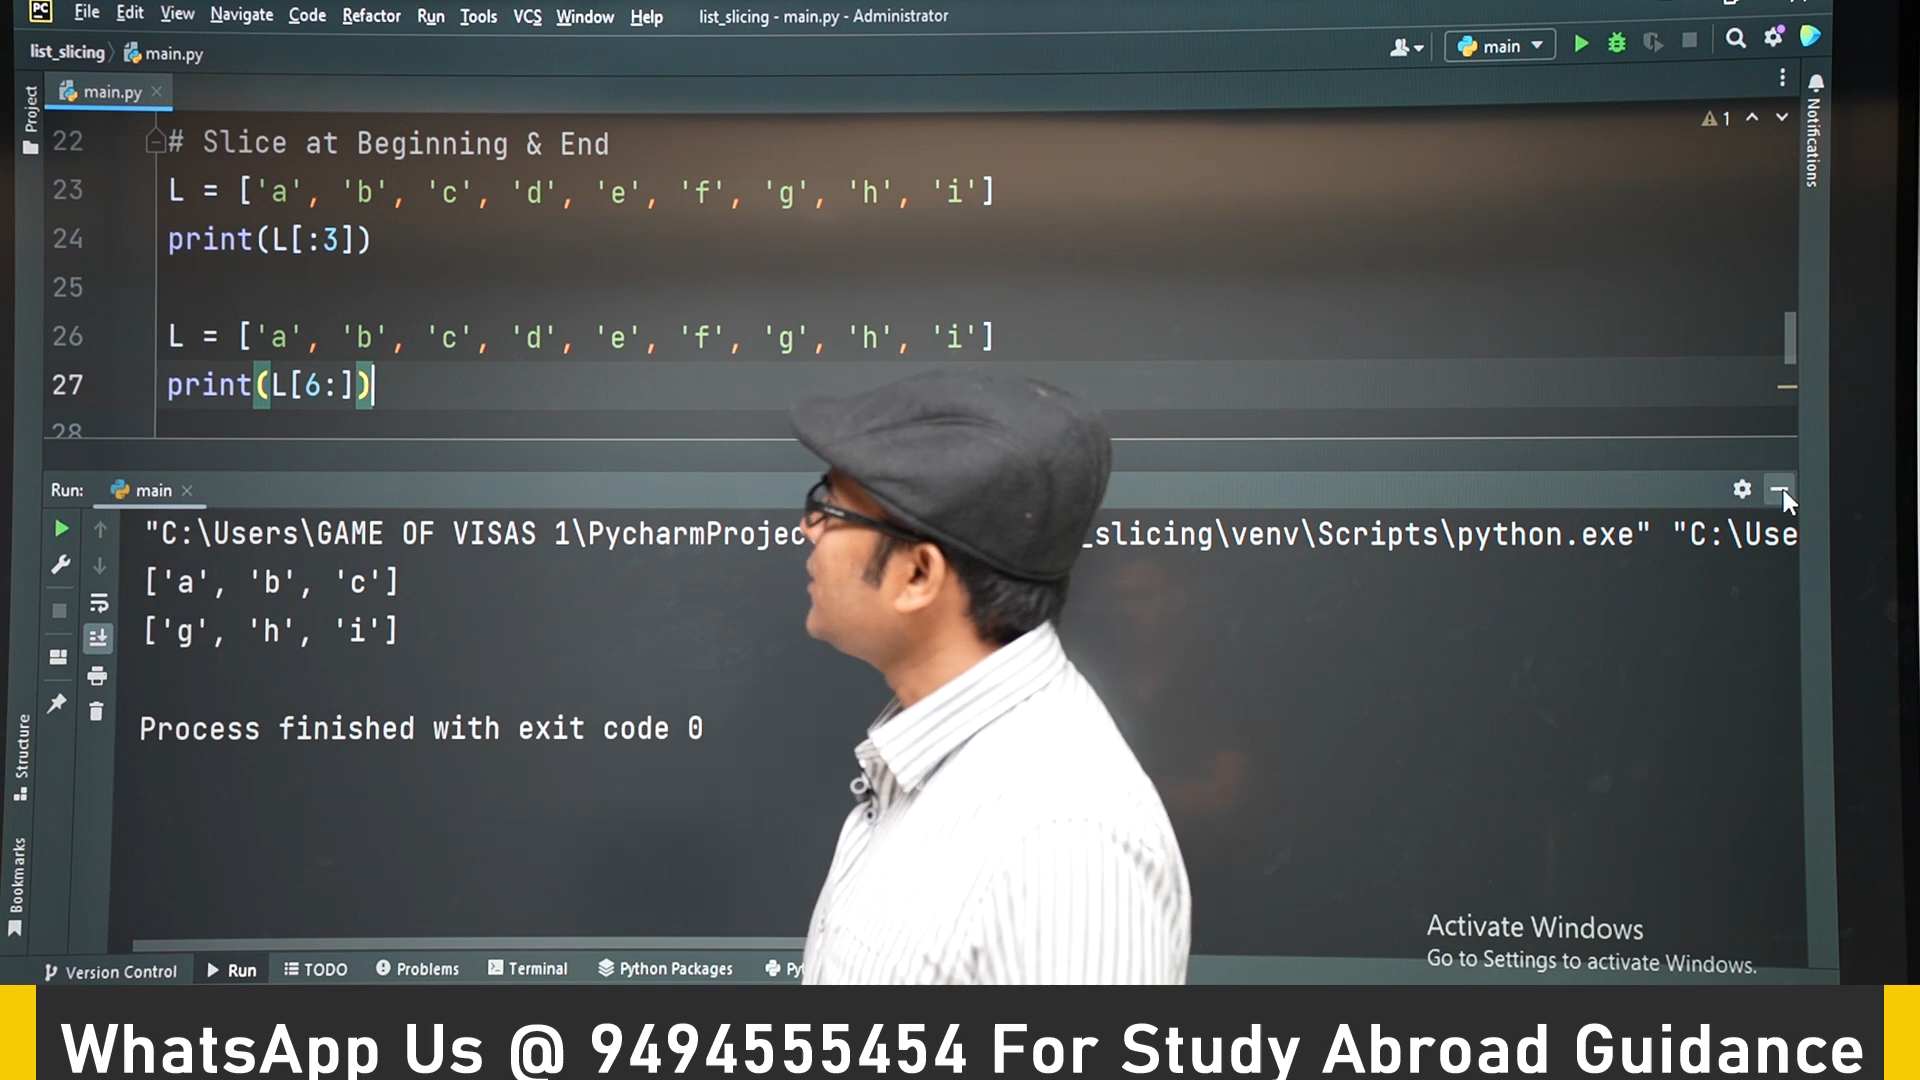 PC File Edit View Navigate Code Refactor Run Tools VCS Window Help list_slicing - main.py - Administrator
list_slicing main.py main
main.py
Project
Notifications
1
22 # Slice at Beginning & End
23 L = ['a', 'b', 'c', 'd', 'e', 'f', 'g', 'h', 'i']
24 print(L[:3])
25
26 L = ['a', 'b', 'c', 'd', 'e', 'f', 'g', 'h', 'i']
27 print(L[6:])
28
Run: main
"C:\Users\GAME OF VISAS 1\PycharmProjec _slicing\venv\Scripts\python.exe" "C:\Use
['a', 'b', 'c']
['g', 'h', 'i']
Process finished with exit code 0
Structure
Bookmarks
Activate Windows
Go to Settings to activate Windows.
Version Control Run TODO Problems Terminal Python Packages
WhatsApp Us @ 9494555454 For Study Abroad Guidance